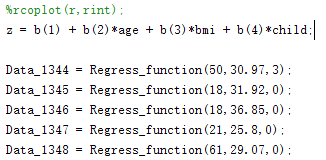 %rcoplot(r,rint);
z = b(1) + b(2)*age + b(3)*bmi + b(4)*child;
Data_1344 = Regress_function(50,30.97,3);
Data_1345 = Regress_function(18,31.92,0);
Data_1346 = Regress_function(18,36.85,0);
Data_1347 = Regress_function(21,25.8,0);
Data_1348 = Regress_function(61,29.07,0);